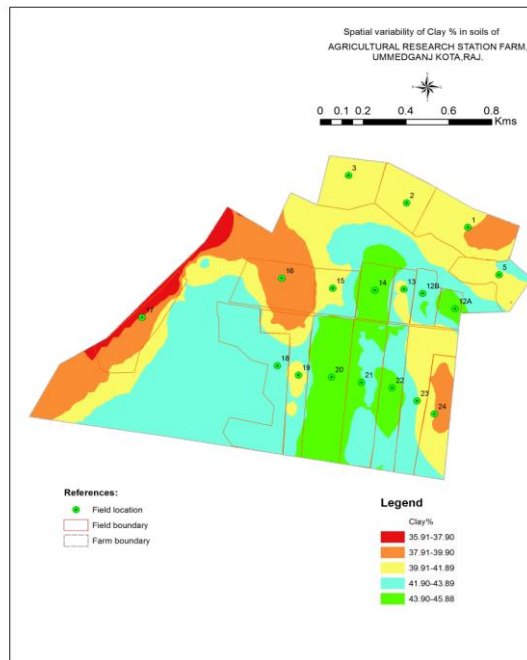 Spatial variability of Clay % in soils of
AGRICULTURAL RESEARCH STATION FARM,
UMMEDGANJ KOTA,RAJ.
0 0.1 0.2 0.4 0.6 0.8
Kms
3
2
1
5
16
15
14
13
12B
12A
17
18
19
20
21
22
23
24
References:
Field location
Field boundary
Farm boundary
Legend
Clay%
35.91-37.90
37.91-39.90
39.91-41.89
41.90-43.89
43.90-45.88